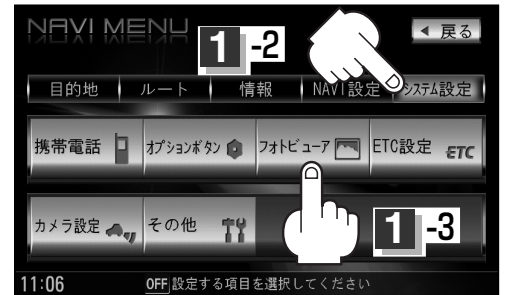 NAVI MENU
1-2
戻る
目的地 ルート 情報 NAVI設定 システム設定
携帯電話 オプションボタン フォトビューア ETC設定 ETC
カメラ設定 その他
1-3
11:06 OFF 設定する項目を選択してください